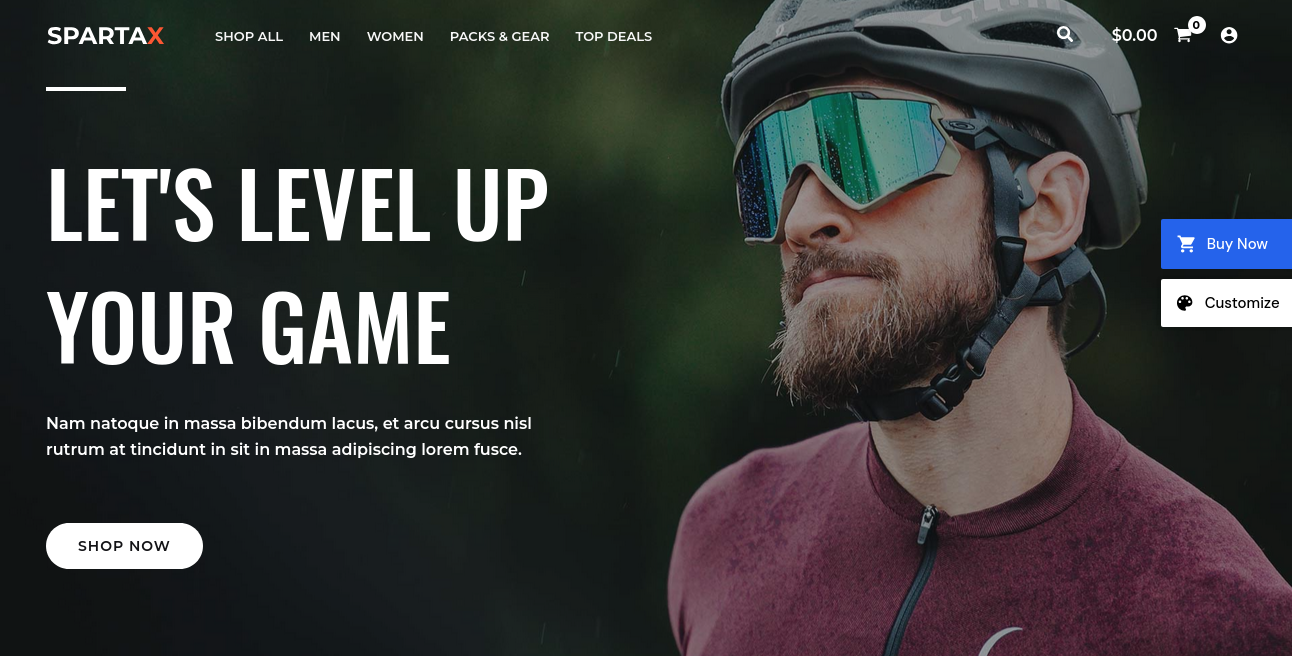 SPARTAX
SHOP ALL
MEN
WOMEN
PACKS & GEAR
TOP DEALS
$0.00
0
LET'S LEVEL UP
YOUR GAME
Nam natoque in massa bibendum lacus, et arcu cursus nisl
rutrum at tincidunt in sit in massa adipiscing lorem fusce.
SHOP NOW
Buy Now
Customize